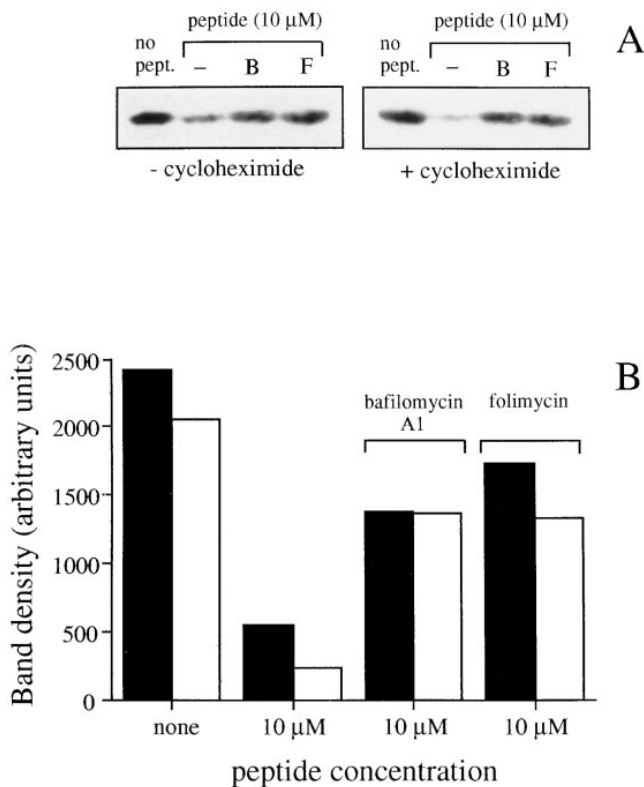 peptide (10 µM)
peptide (10 µM)
A
no
pept.
–
B
F
no
pept.
–
B
F
- cycloheximide
+ cycloheximide
B
Band density (arbitrary units)
2500
2000
1500
1000
500
0
bafilomycin
A1
folimycin
none
10 µM
10 µM
10 µM
peptide concentration